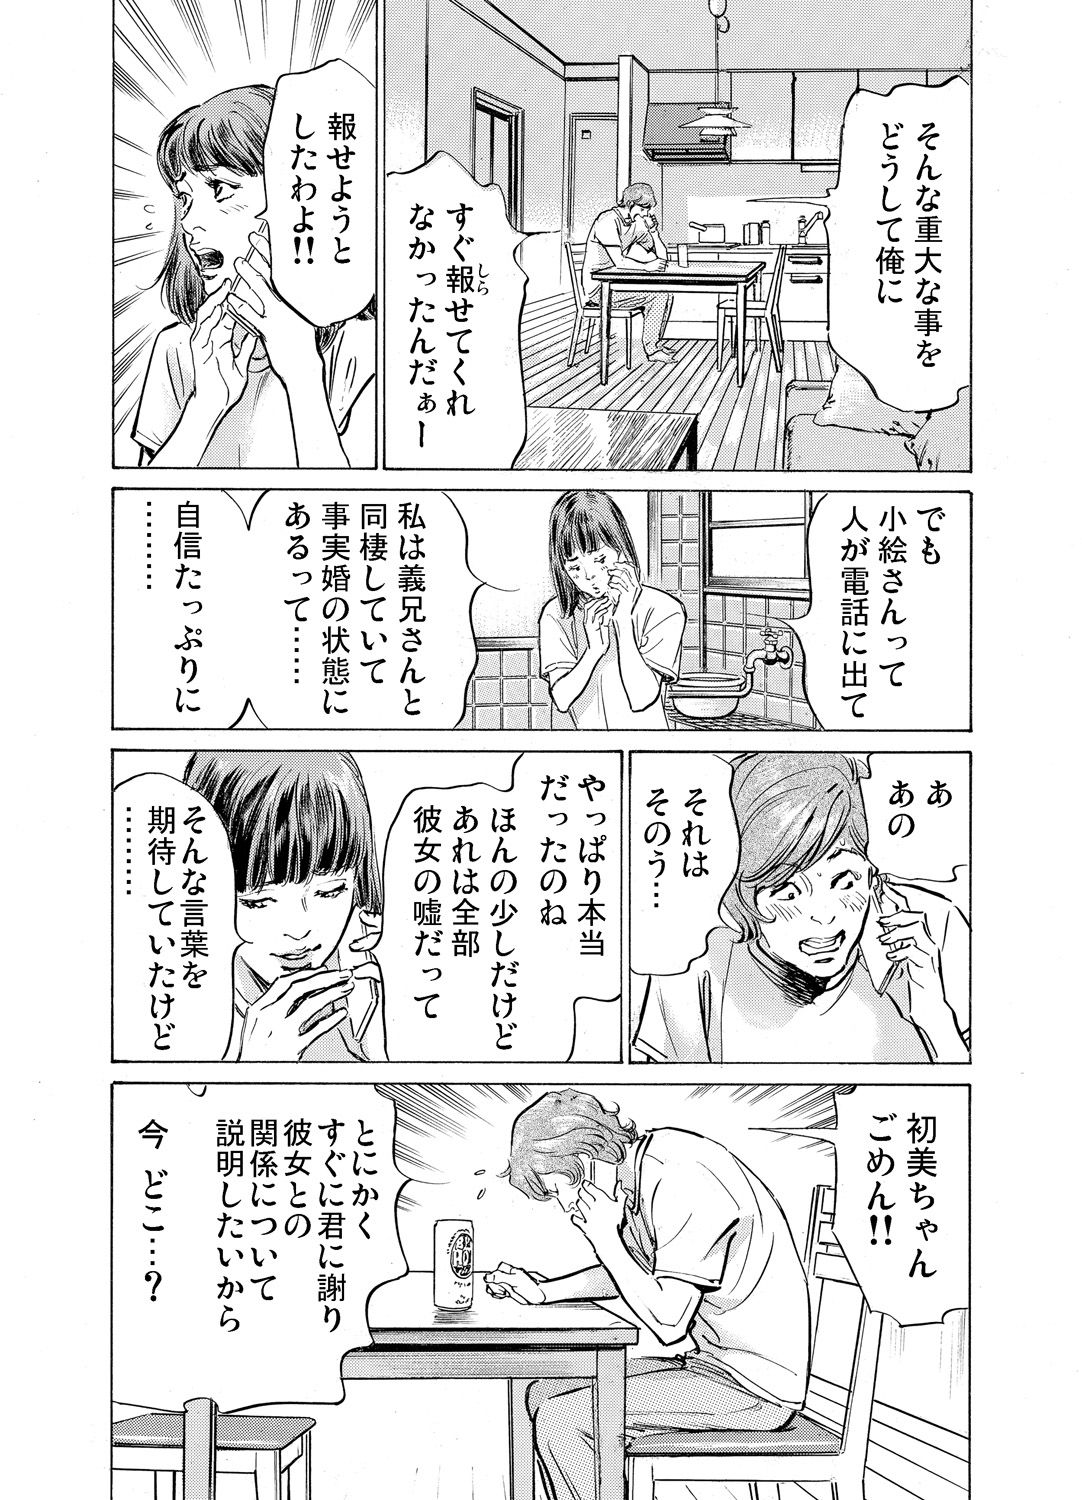 そんな重大な事を
どうして俺に
すぐ報せてくれ
しら
なかったんだぁー
報せようと
したわよ!!
でも
小絵さんって
人が電話に出て
私は義兄さんと
同棲していて
事実婚の状態に
あるって……
自信たっぷりに
………
あ
あの
それは
そのう…
やっぱり本当
だったのね
ほんの少しだけど
あれは全部
彼女の嘘だって
そんな言葉を
期待していたけど
………
初美ちゃん
ごめん!!
とにかく
すぐに君に謝り
彼女との
関係について
説明したいから
今 どこ…?